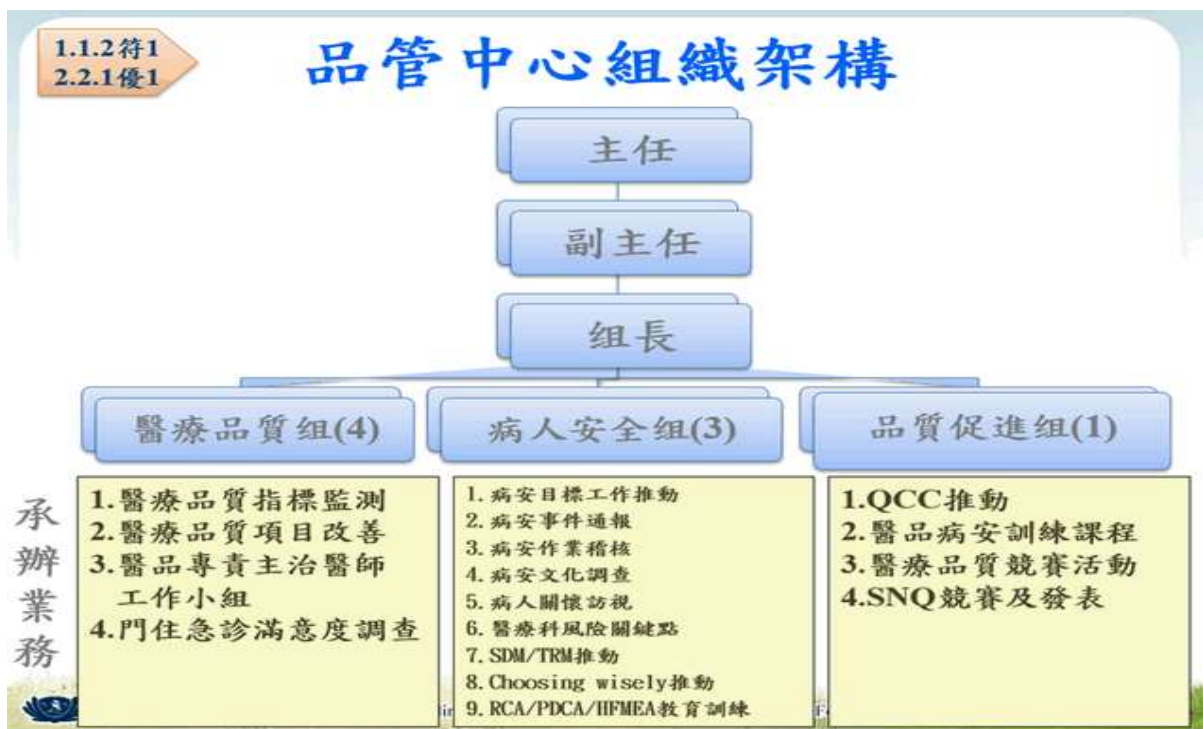 1.1.2符1
2.2.1優1
品管中心組織架構
主任
副主任
組長
醫療品質組(4)
病人安全組(3)
品質促進組(1)
承辦業務
1.醫療品質指標監測
2.醫療品質項目改善
3.醫品專責主治醫師
工作小組
4.門住急診滿意度調查
1. 病安目標工作推動
2. 病安事件通報
3. 病安作業稽核
4. 病安文化調查
5. 病人關懷訪視
6. 醫療科風險關鍵點
7. SDM/TRM推動
8. Choosing wisely推動
9. RCA/PDCA/HFMEA教育訓練
1.QCC推動
2.醫品病安訓練課程
3.醫療品質競賽活動
4.SNQ競賽及發表